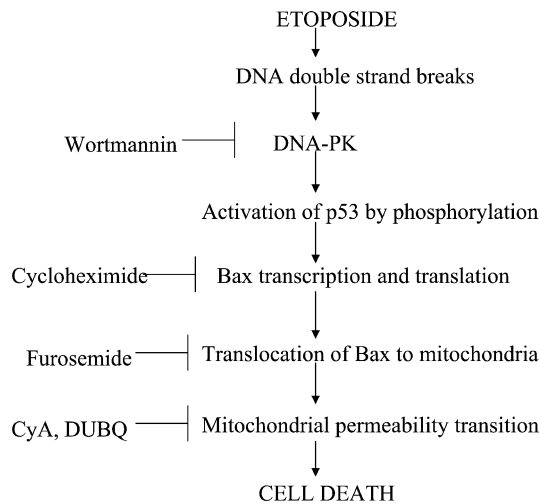 ETOPOSIDE
DNA double strand breaks
Wortmannin
DNA-PK
Activation of p53 by phosphorylation
Cycloheximide
Bax transcription and translation
Furosemide
Translocation of Bax to mitochondria
CyA, DUBQ
Mitochondrial permeability transition
CELL DEATH